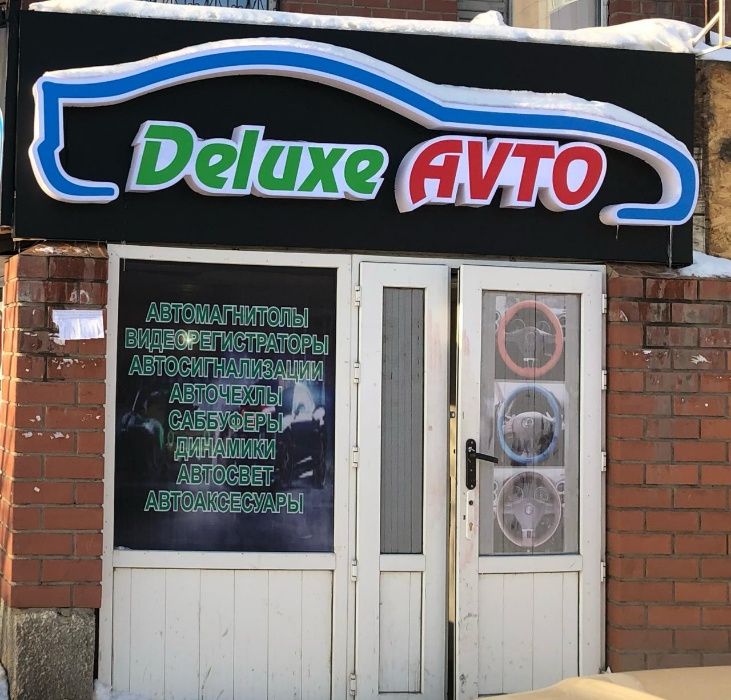 Deluxe AVTO
АВТОМАГНИТОЛЫ
ВИДЕОРЕГИСТРАТОРЫ
АВТОСИГНАЛИЗАЦИИ
АВТОЧЕХЛЫ
САББУФЕРЫ
ДИНАМИКИ
АВТОСВЕТ
АВТОАКСЕСУАРЫ